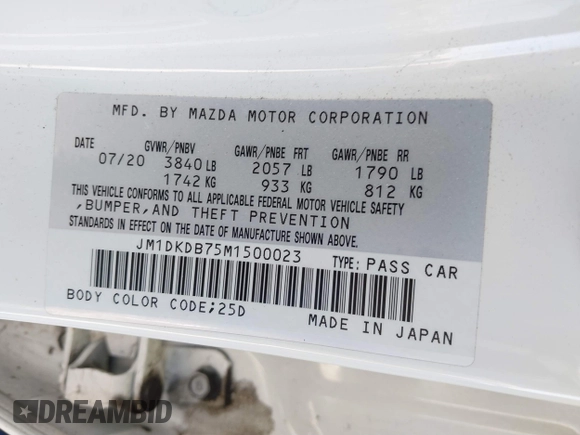 MFD. BY MAZDA MOTOR CORPORATION
DATE GVWR/PNBV GAWR/PNBE FRT GAWR/PNBE RR
07/20 3840 LB 2057 LB 1790 LB
1742 KG 933 KG 812 KG
THIS VEHICLE CONFORMS TO ALL APPLICABLE FEDERAL MOTOR VEHICLE SAFETY
,BUMPER,AND THEFT PREVENTION
STANDARDS IN EFFECT ON THE DATE OF MANUFACTURE SHOWN ABOVE.
JM1DKDB75M1500023 TYPE: PASS CAR
BODY COLOR CODE;25D MADE IN JAPAN
DREAMBID